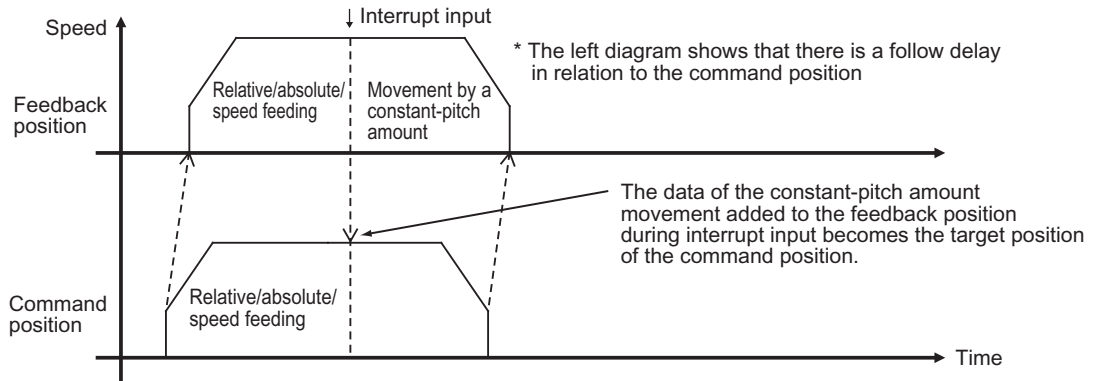 Interrupt input
Speed
* The left diagram shows that there is a follow delay
in relation to the command position
Relative/absolute/
speed feeding
Movement by a
constant-pitch
amount
Feedback
position
The data of the constant-pitch amount
movement added to the feedback position
during interrupt input becomes the target position
of the command position.
Relative/absolute/
speed feeding
Command
position
Time